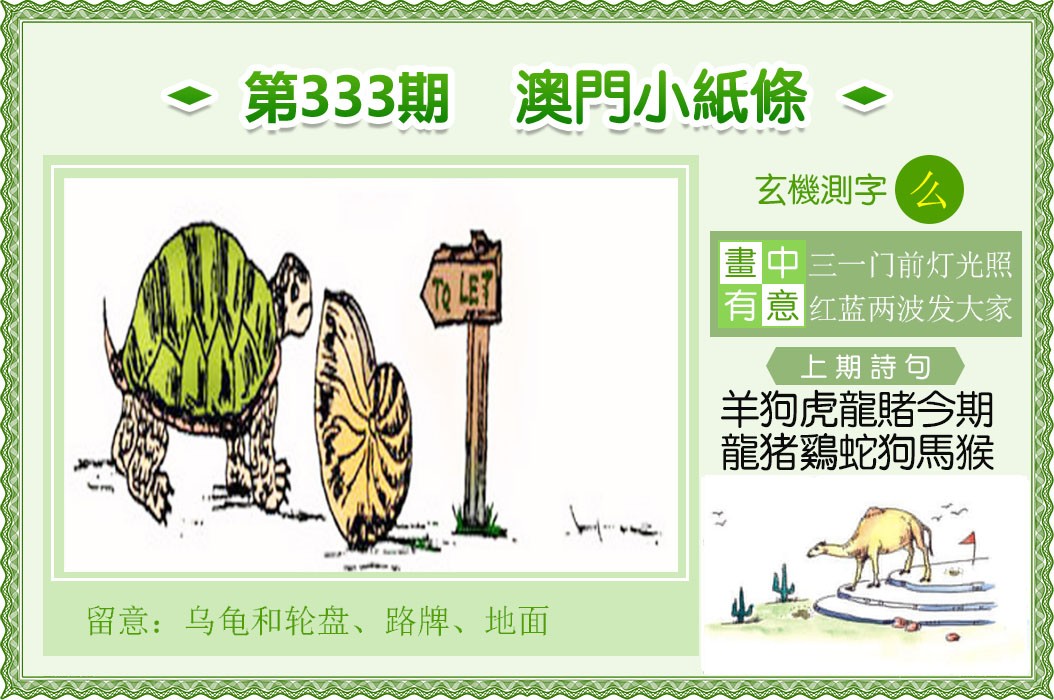 第333期 澳門小紙條
TO LET
留意：乌龟和轮盘、路牌、地面
玄機測字 么
畫中有意
三一门前灯光照
红蓝两波发大家
上期詩句
羊狗虎龍賭今期
龍猪鷄蛇狗馬猴